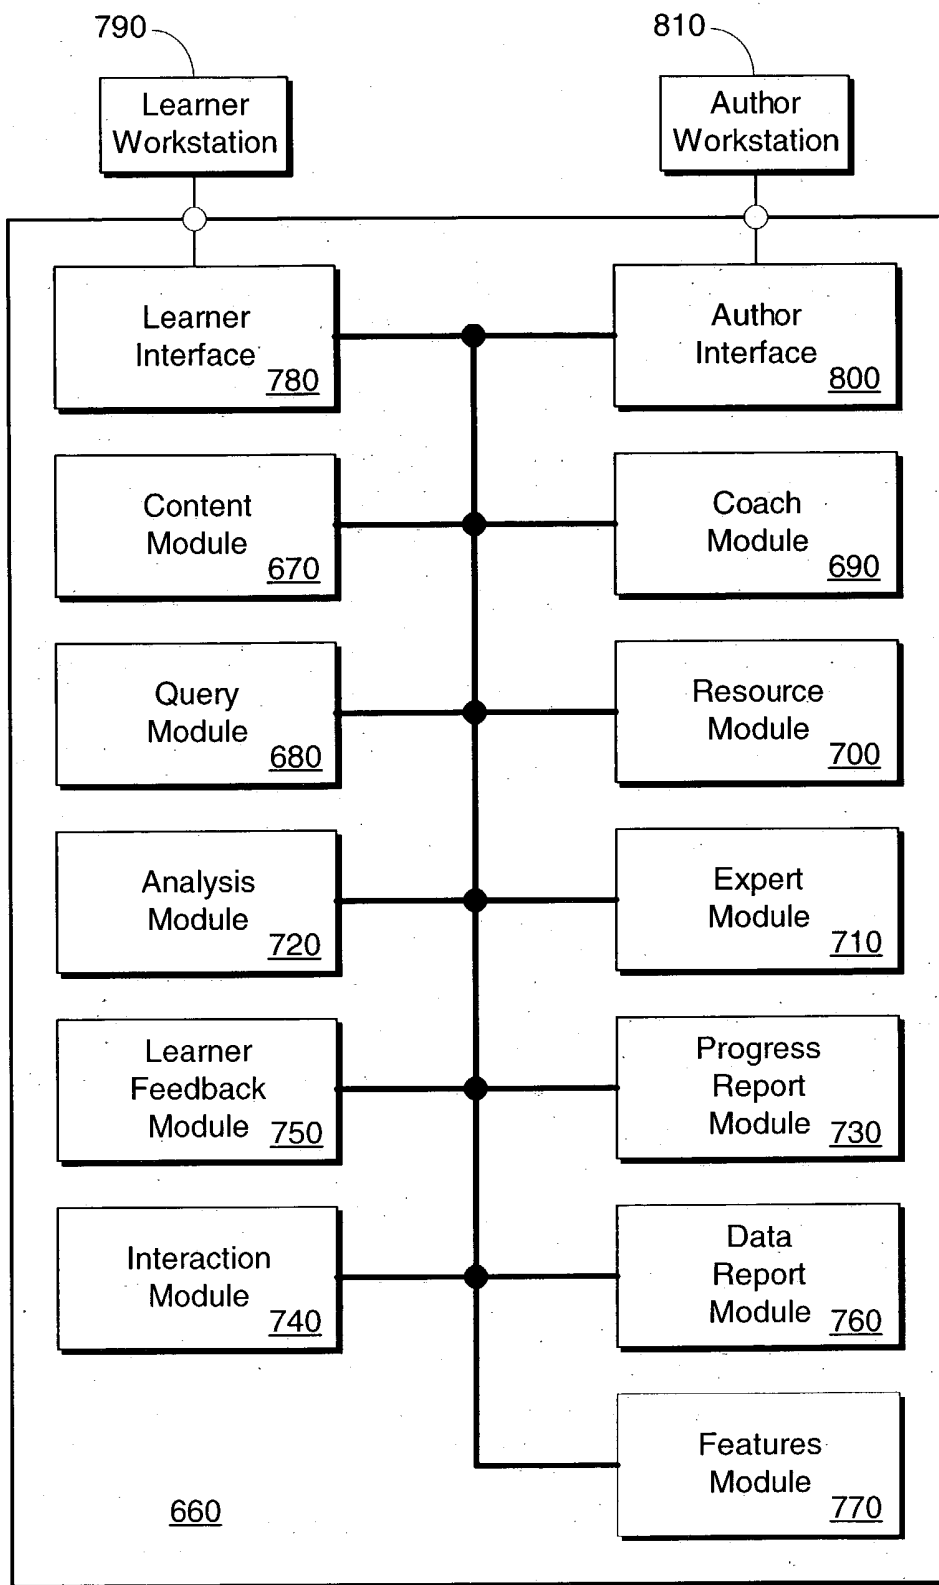 790
810
Learner
Workstation
Author
Workstation
Learner
Interface
780
Author
Interface
800
Content
Module
670
Coach
Module
690
Query
Module
680
Resource
Module
700
Analysis
Module
720
Expert
Module
710
Learner
Feedback
Module
750
Progress
Report
Module
730
Interaction
Module
740
Data
Report
Module
760
Features
Module
770
660